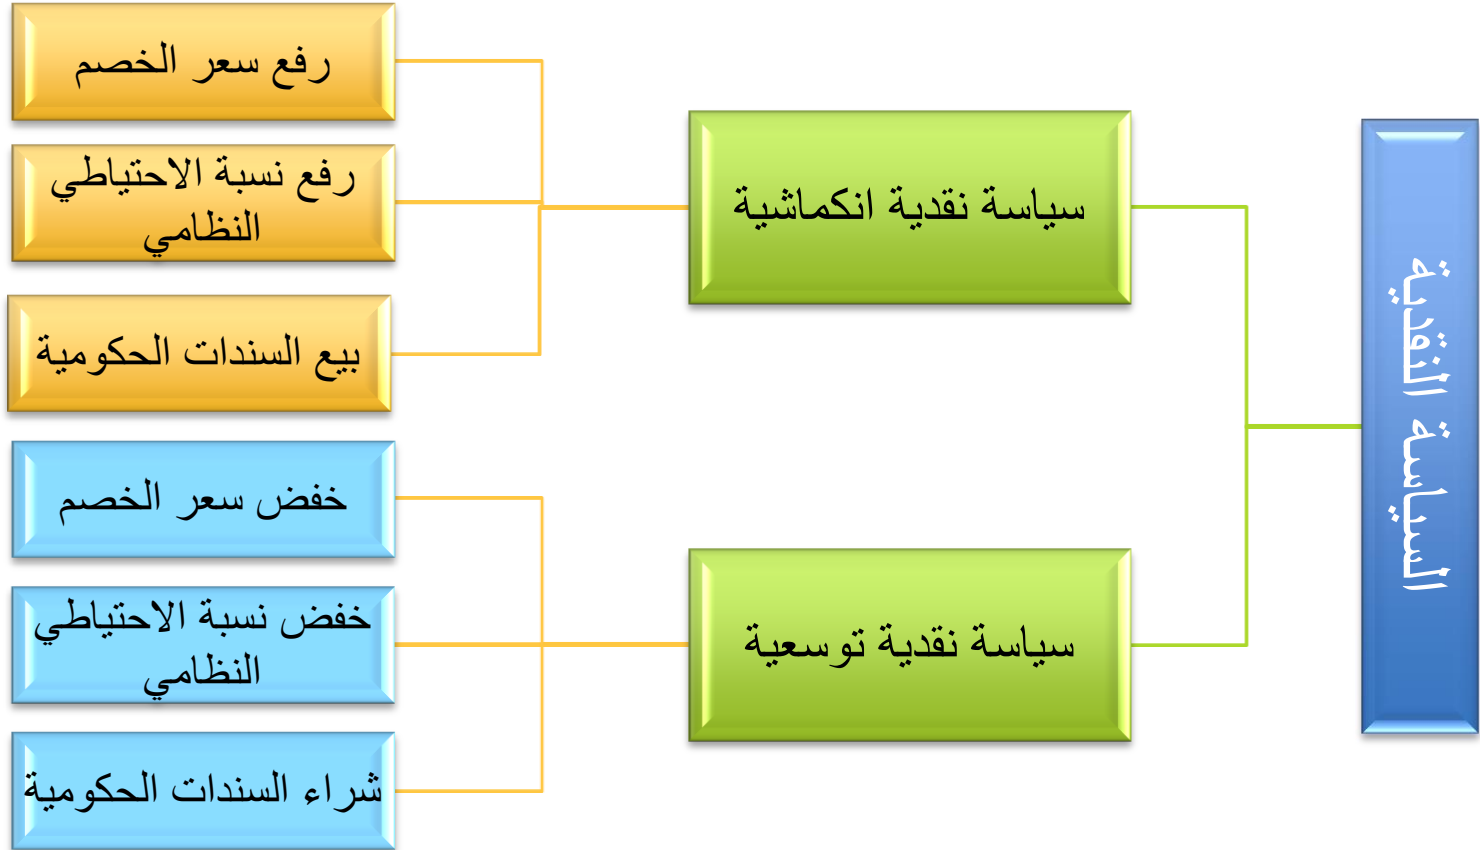 السياسة النقدية
سياسة نقدية انكماشية
رفع سعر الخصم
رفع نسبة الاحتياطي
النظامي
بيع السندات الحكومية
سياسة نقدية توسعية
خفض سعر الخصم
خفض نسبة الاحتياطي
النظامي
شراء السندات الحكومية